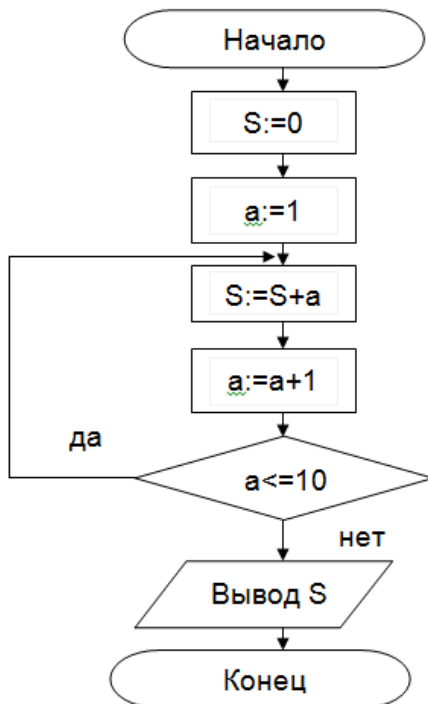 Начало
S:=0
a:=1
S:=S+a
a:=a+1
да
a<=10
нет
Вывод S
Конец